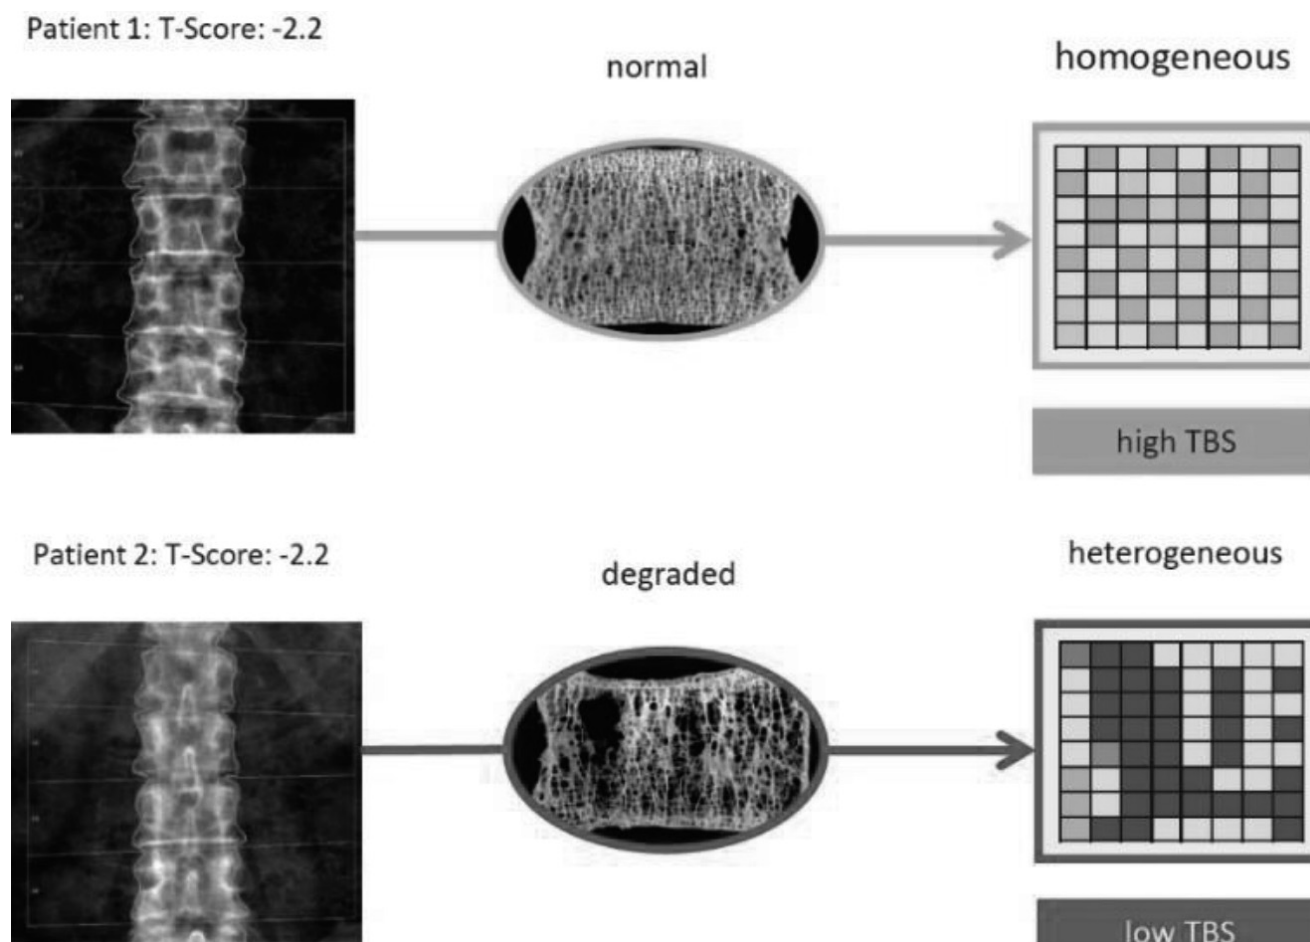 Patient 1: T-Score: -2.2
normal
homogeneous
high TBS
Patient 2: T-Score: -2.2
degraded
heterogeneous
low TBS